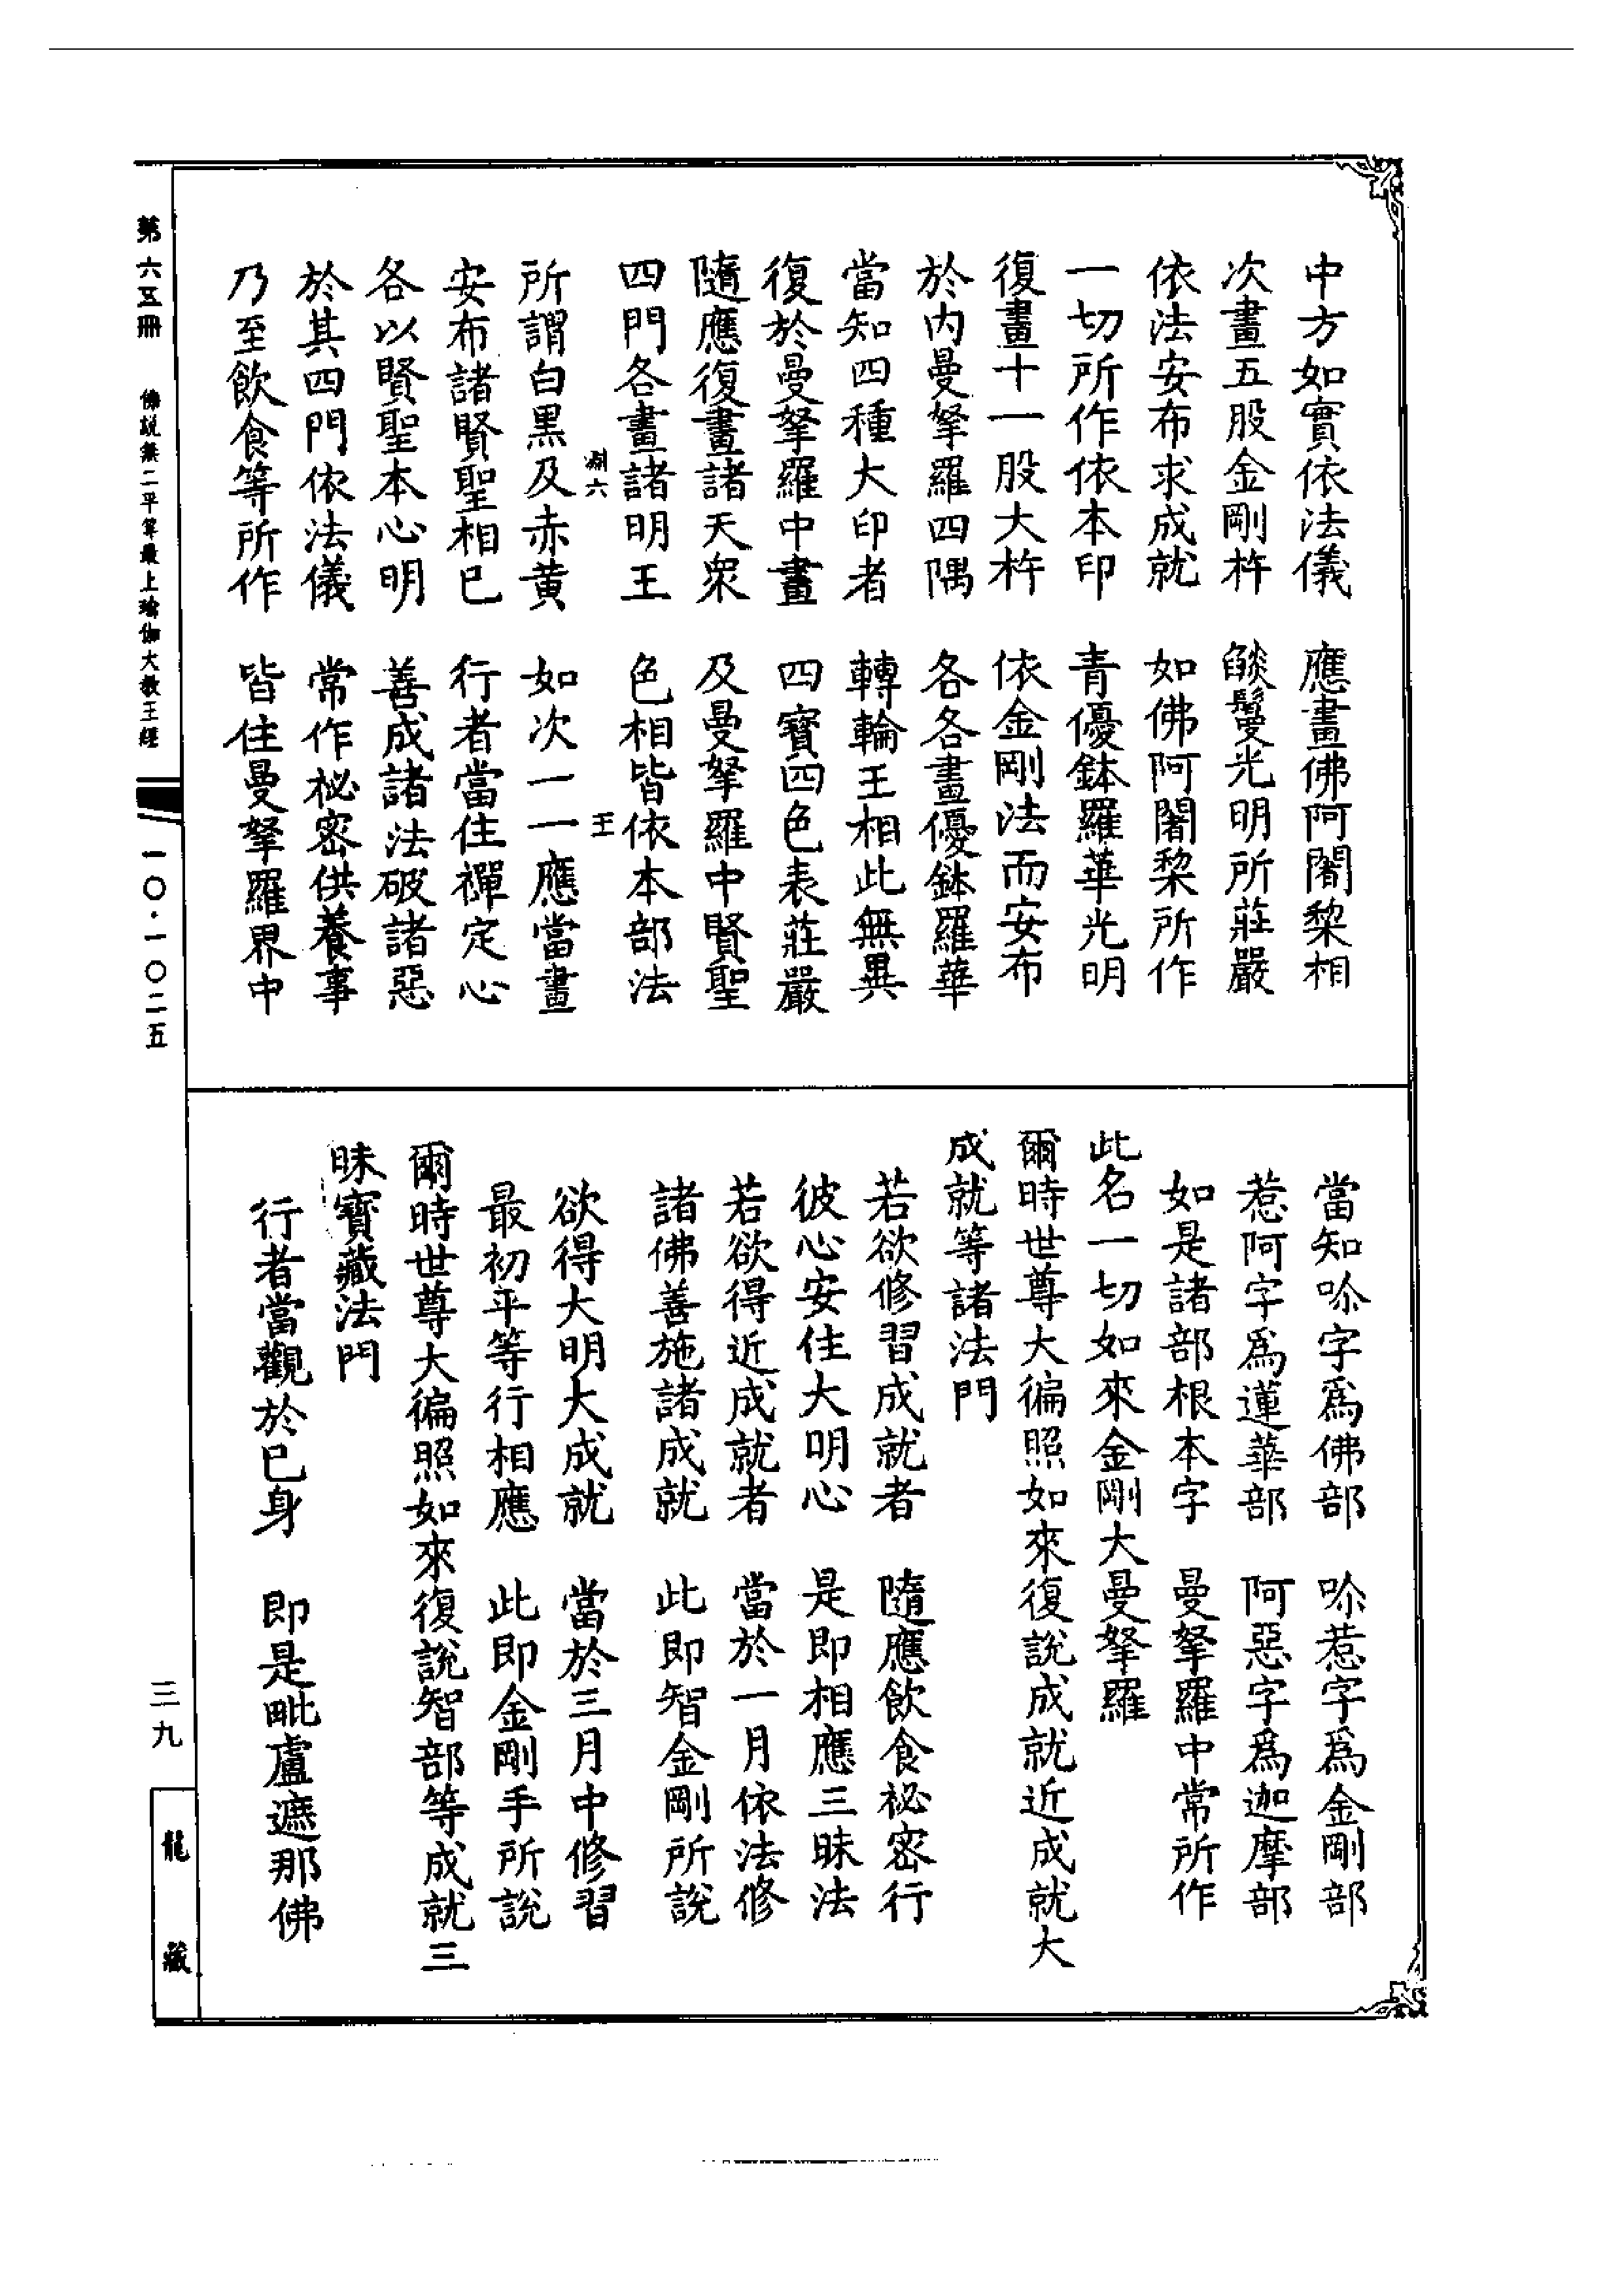 中方如實依法儀　應畫佛阿闍梨相
次畫五股金剛杵　燄鬘光明所莊嚴
依法安布求成就　如佛阿闍梨所作
一切所作依本印　青優鉢羅華光明
復畫十一股大杵　依金剛法而安布
於内曼拏羅四隅　各各畫優鉢羅華
當知四種大印者　轉輪王相此無異
復於曼拏羅中畫　四寶四色表莊嚴
隨應復畫諸天衆　及曼拏羅中賢聖
四門各畫諸明王　色相皆依本部法
淵六　王
所謂白黑及赤黄　如次一一應當畫
安布諸賢聖相已　行者當住禪定心
各以賢聖本心明　善成諸法破諸惡
於其四門依法儀　常作祕密供養事
乃至飲食等所作　皆住曼拏羅界中
當知㖿字爲佛部　㖿惹字爲金剛部
惹阿字爲蓮華部　阿惡字爲迦摩部
如是諸部根本字　曼拏羅中常所作
此名一切如來金剛大曼拏羅
爾時世尊大徧照如來復說成就近成就大
成就等諸法門
若欲修習成就者　隨應飲食祕密行
彼心安住大明心　是即相應三昧法
若欲得近成就者　當於一月依法修
諸佛善施諸成就　此即智金剛所說
欲得大明大成就　當於三月中修習
最初平等行相應　此即金剛手所說
爾時世尊大徧照如來復說智部等成就三
昧寶藏法門
行者當觀於巳身　即是毗盧遮那佛
第六五冊　佛說無二平等最上瑜伽大教王經　一〇·一〇二五
三九
龍藏